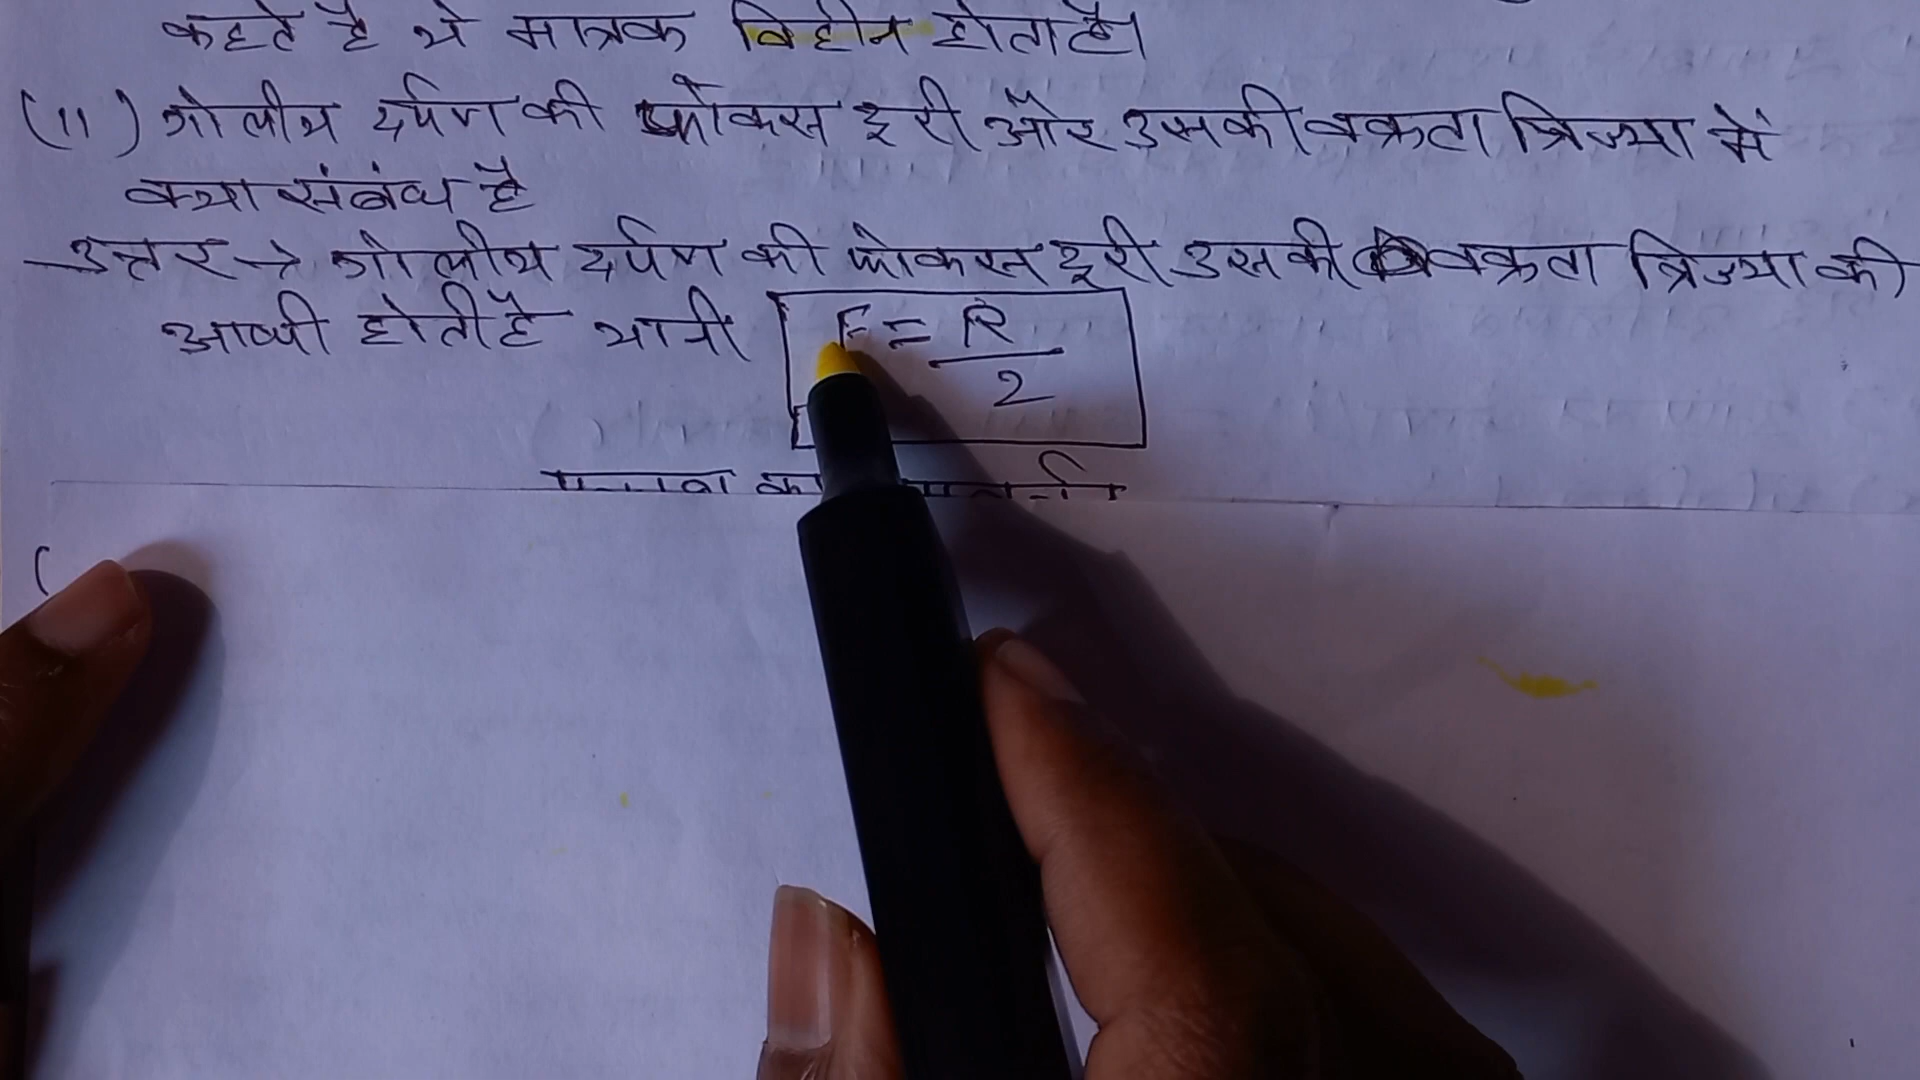 कहते है ये मात्रक विहीन होता है।
(11) गोलीय दर्पण की फोकस दूरी और उसकी वक्रता त्रिज्या में
क्या संबंध है
उत्तर → गोलीय दर्पण की फोकस दूरी उसकी वक्रता त्रिज्या की
आधी होती है यानी F = R/2
(